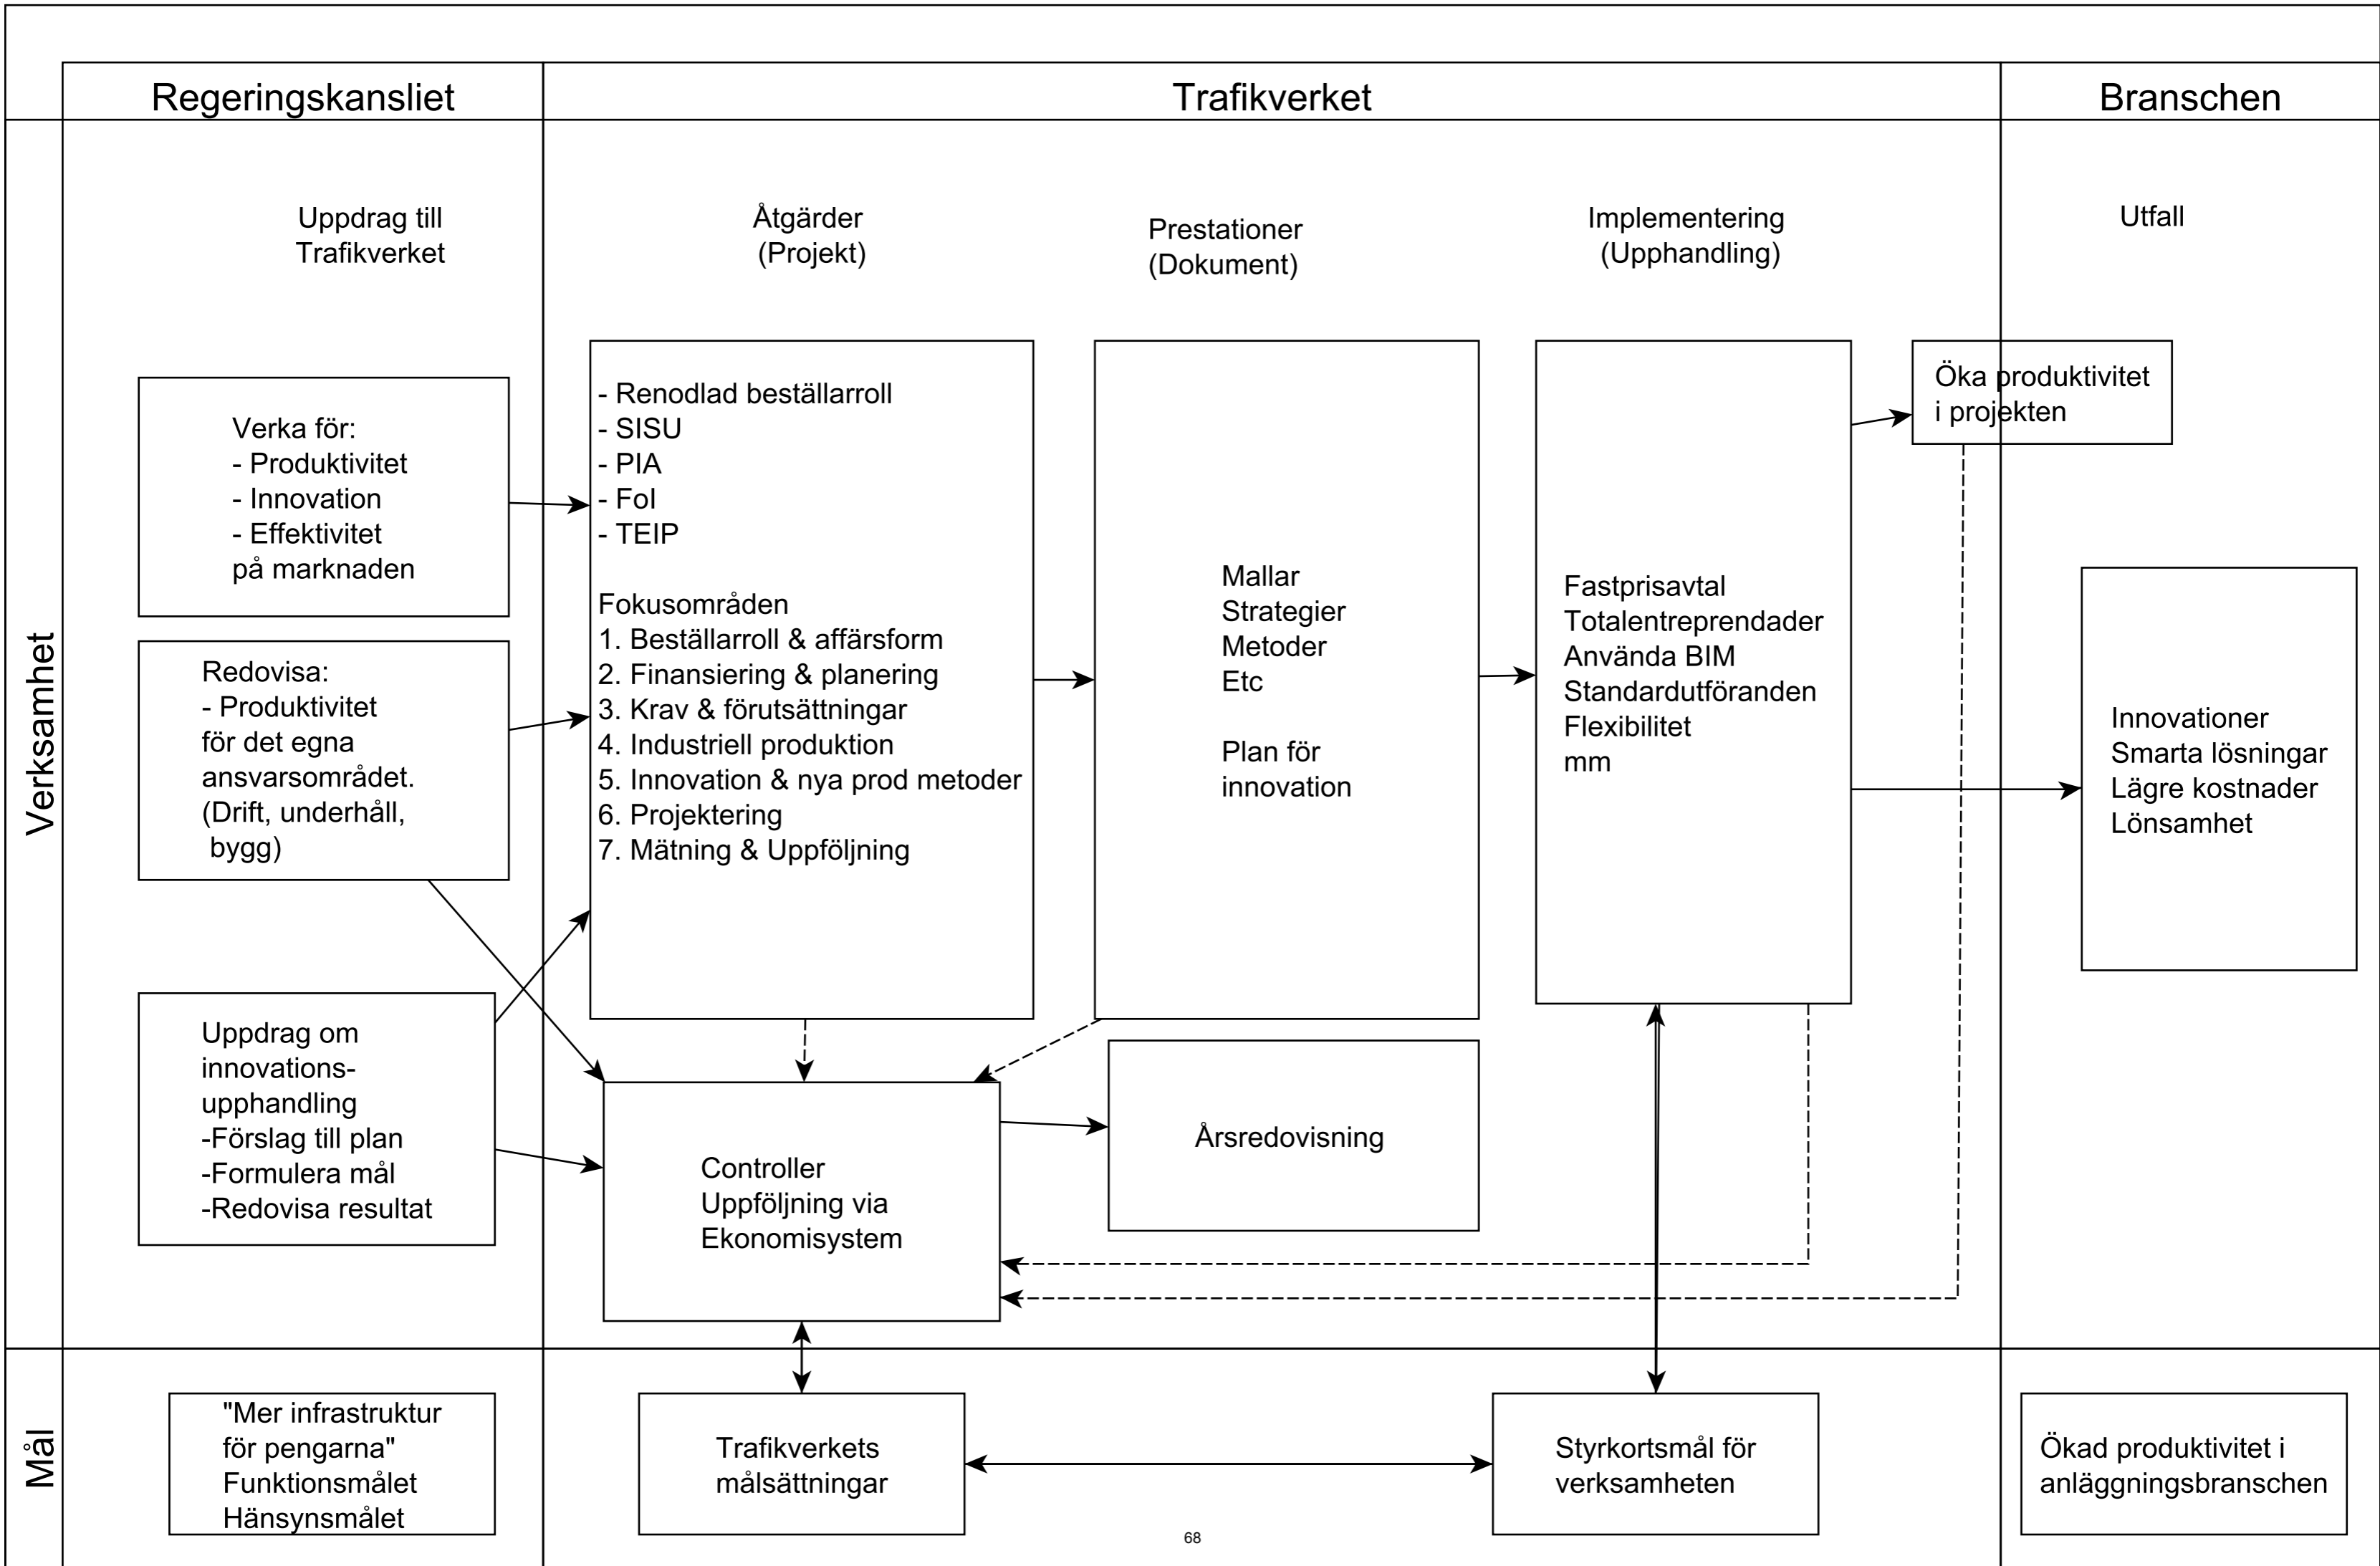 Regeringskansliet
Trafikverket
Branschen
Verksamhet
Uppdrag till
Trafikverket
Åtgärder
(Projekt)
Prestationer
(Dokument)
Implementering
(Upphandling)
Utfall
Verka för:
- Produktivitet
- Innovation
- Effektivitet
på marknaden
Redovisa:
- Produktivitet
för det egna
ansvarsområdet.
(Drift, underhåll,
bygg)
Uppdrag om
innovations-
upphandling
-Förslag till plan
-Formulera mål
-Redovisa resultat
- Renodlad beställarroll
- SISU
- PIA
- FoI
- TEIP
Fokusområden
1. Beställarroll & affärsform
2. Finansiering & planering
3. Krav & förutsättningar
4. Industriell produktion
5. Innovation & nya prod metoder
6. Projektering
7. Mätning & Uppföljning
Mallar
Strategier
Metoder
Etc
Plan för
innovation
Fastprisavtal
Totalentreprendader
Använda BIM
Standardutföranden
Flexibilitet
mm
Öka produktivitet
i projekten
Innovationer
Smarta lösningar
Lägre kostnader
Lönsamhet
Controller
Uppföljning via
Ekonomisystem
Årsredovisning
Mål
"Mer infrastruktur
för pengarna"
Funktionsmålet
Hänsynsmålet
Trafikverkets
målsättningar
Styrkortsmål för
verksamheten
Ökad produktivitet i
anläggningsbranschen
68